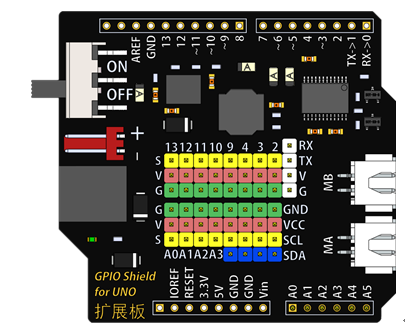 AREF
GND
13
12
~11
~10
~9
8
7
~6
~5
4
~3
2
TX->1
RX->0
ON
OFF
+
-
A
A
A
13 12 11 10 9 4 3 2
RX
S TX
V V
G G
G GND
VCC
S SCL
A0 A1 A2 A3 SDA
MB
MA
GPIO Shield
for UNO
扩展板
IOREF
RESET
3.3V
5V
GND
GND
Vin
A0
A1
A2
A3
A4
A5